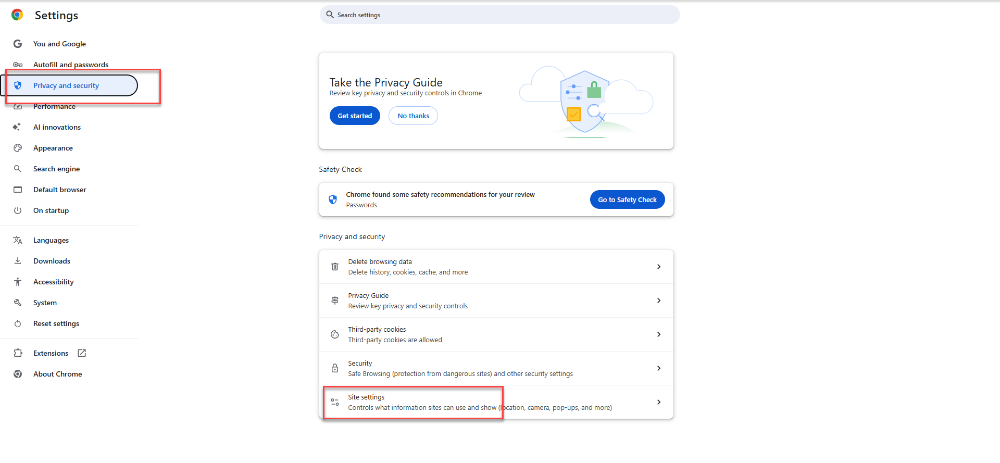 Settings
Search settings
You and Google
Autofill and passwords
Privacy and security
Performance
AI innovations
Appearance
Search engine
Default browser
On startup
Languages
Downloads
Accessibility
System
Reset settings
Extensions
About Chrome
Take the Privacy Guide
Review key privacy and security controls in Chrome
Get started
No thanks
Safety Check
Chrome found some safety recommendations for your review
Passwords
Go to Safety Check
Privacy and security
Delete browsing data
Delete history, cookies, cache, and more
Privacy Guide
Review key privacy and security controls
Third-party cookies
Third-party cookies are allowed
Security
Safe Browsing (protection from dangerous sites) and other security settings
Site settings
Controls what information sites can use and show (location, camera, pop-ups, and more)